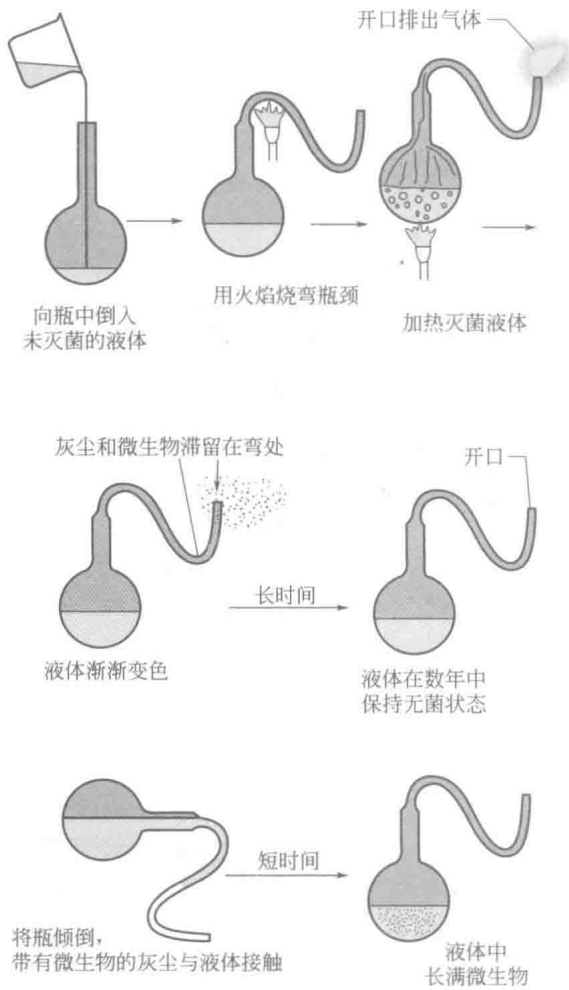 开口排出气体
向瓶中倒入
未灭菌的液体
用火焰烧弯瓶颈
加热灭菌液体
灰尘和微生物滞留在弯处
开口
长时间
液体渐渐变色
液体在数年中
保持无菌状态
短时间
将瓶倾倒，
带有微生物的灰尘与液体接触
液体中
长满微生物